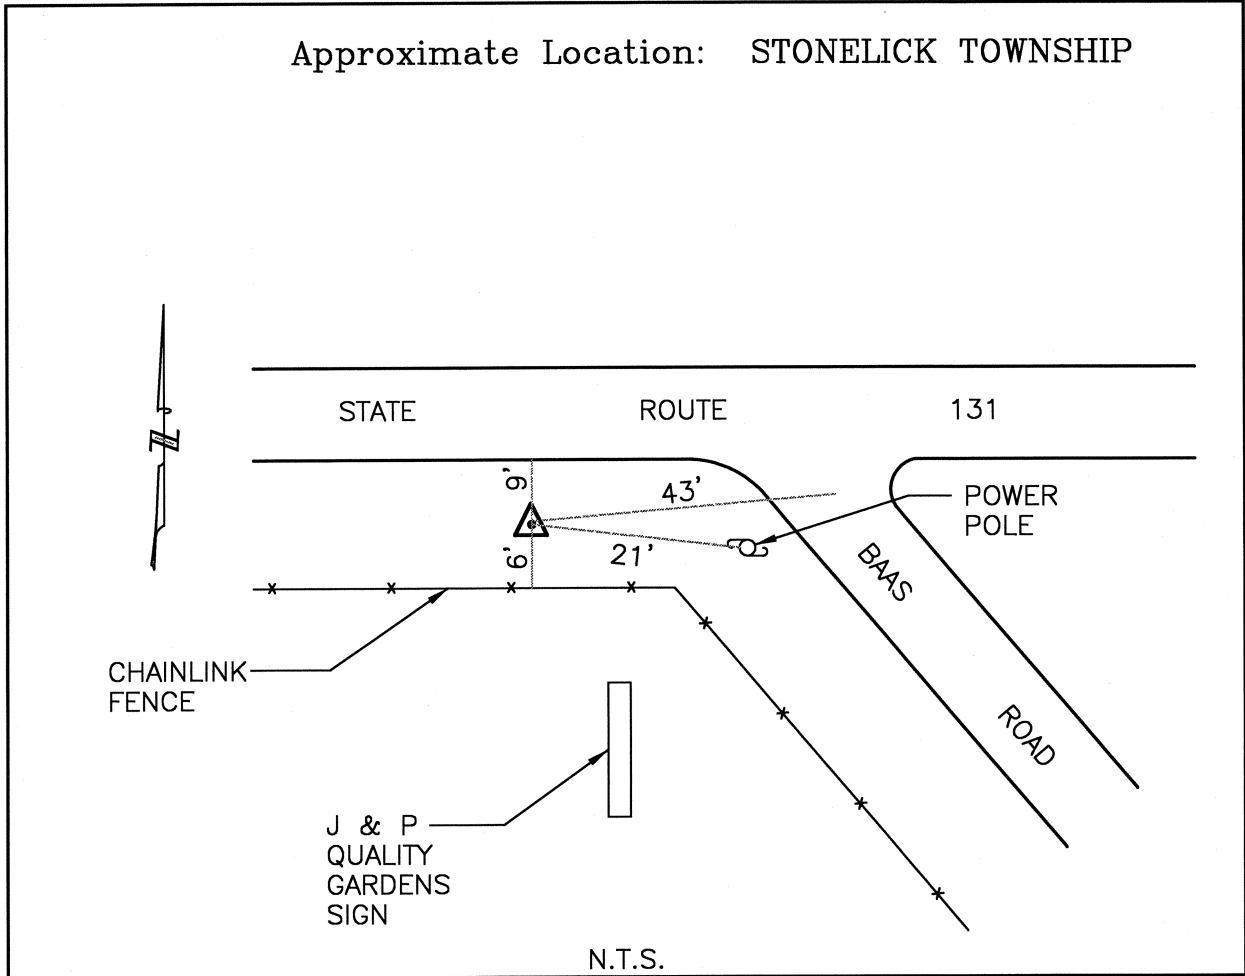 Approximate Location: STONELICK TOWNSHIP
STATE ROUTE 131
9'
43'
POWER
POLE
6'
21'
BAAS
ROAD
N
CHAINLINK
FENCE
J & P
QUALITY
GARDENS
SIGN
N.T.S.